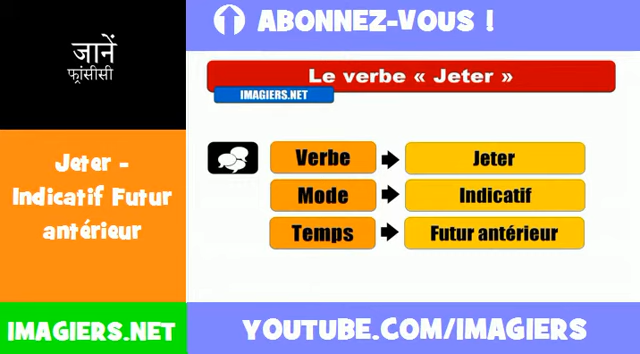 जानें
फ्रांसीसी
Jeter -
Indicatif Futur
antérieur
IMAGIERS.NET
ABONNEZ-VOUS !
Le verbe « Jeter »
IMAGIERS.NET
Verbe Jeter
Mode Indicatif
Temps Futur antérieur
YOUTUBE.COM/IMAGIERS